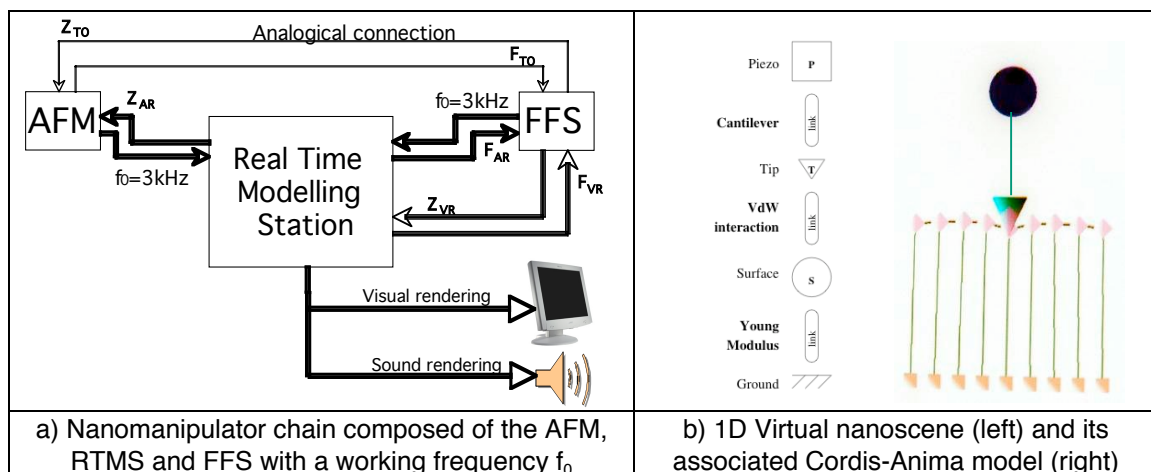 Z_TO
Analogical connection
F_TO
Z_AR
AFM
f₀=3kHz
FFS
F_AR
Real Time
Modelling
Station
f₀=3kHz
F_VR
Z_VR
Visual rendering
Sound rendering
Piezo
P
Cantilever
link
Tip
T
VdW
interaction
link
Surface
S
Young
Modulus
link
Ground
a) Nanomanipulator chain composed of the AFM,
RTMS and FFS with a working frequency f₀
b) 1D Virtual nanoscene (left) and its
associated Cordis-Anima model (right)